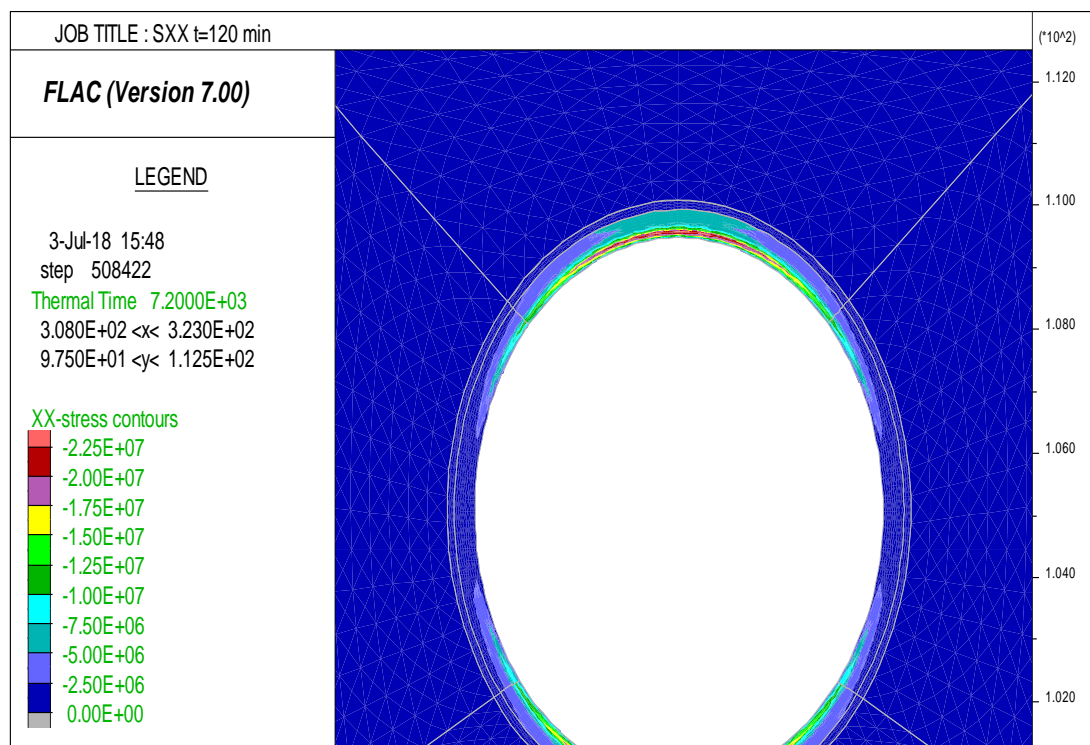 JOB TITLE : SXX t=120 min
(*10^2)
FLAC (Version 7.00)
LEGEND
3-Jul-18 15:48
step 508422
Thermal Time 7.2000E+03
3.080E+02 <x< 3.230E+02
9.750E+01 <y< 1.125E+02
XX-stress contours
-2.25E+07
-2.00E+07
-1.75E+07
-1.50E+07
-1.25E+07
-1.00E+07
-7.50E+06
-5.00E+06
-2.50E+06
0.00E+00
1.120
1.100
1.080
1.060
1.040
1.020